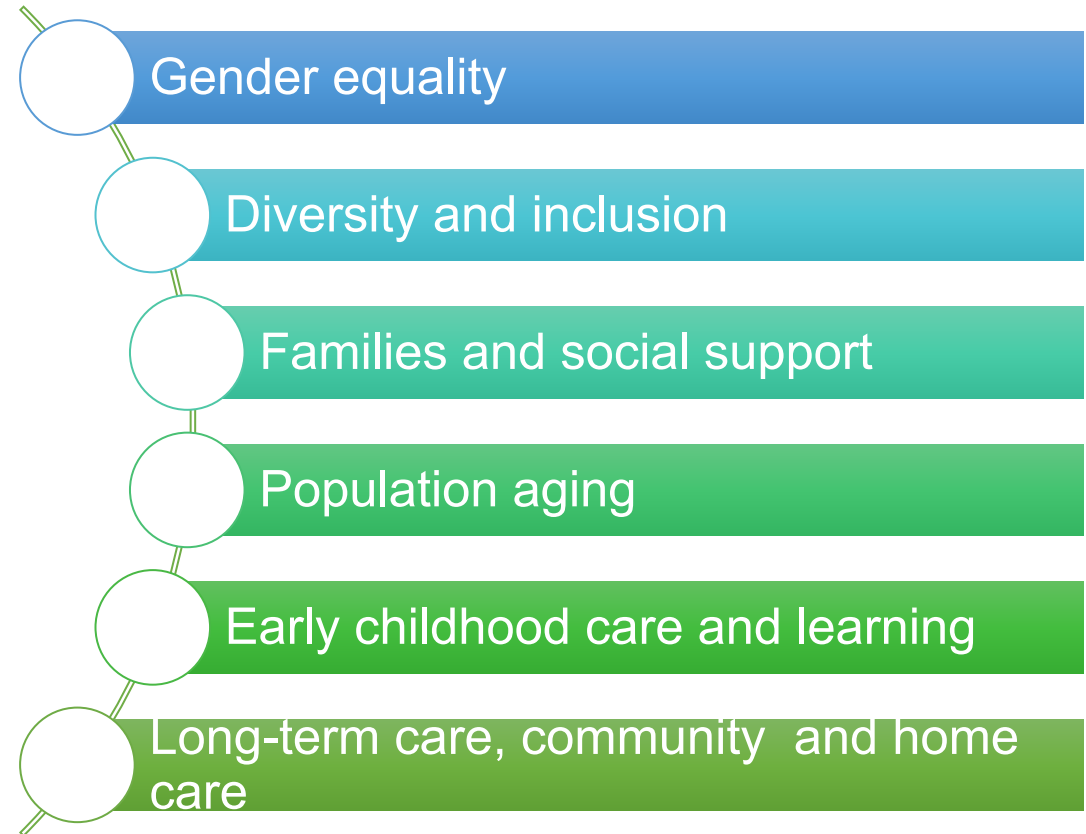 Gender equality
Diversity and inclusion
Families and social support
Population aging
Early childhood care and learning
Long-term care, community  and home
care